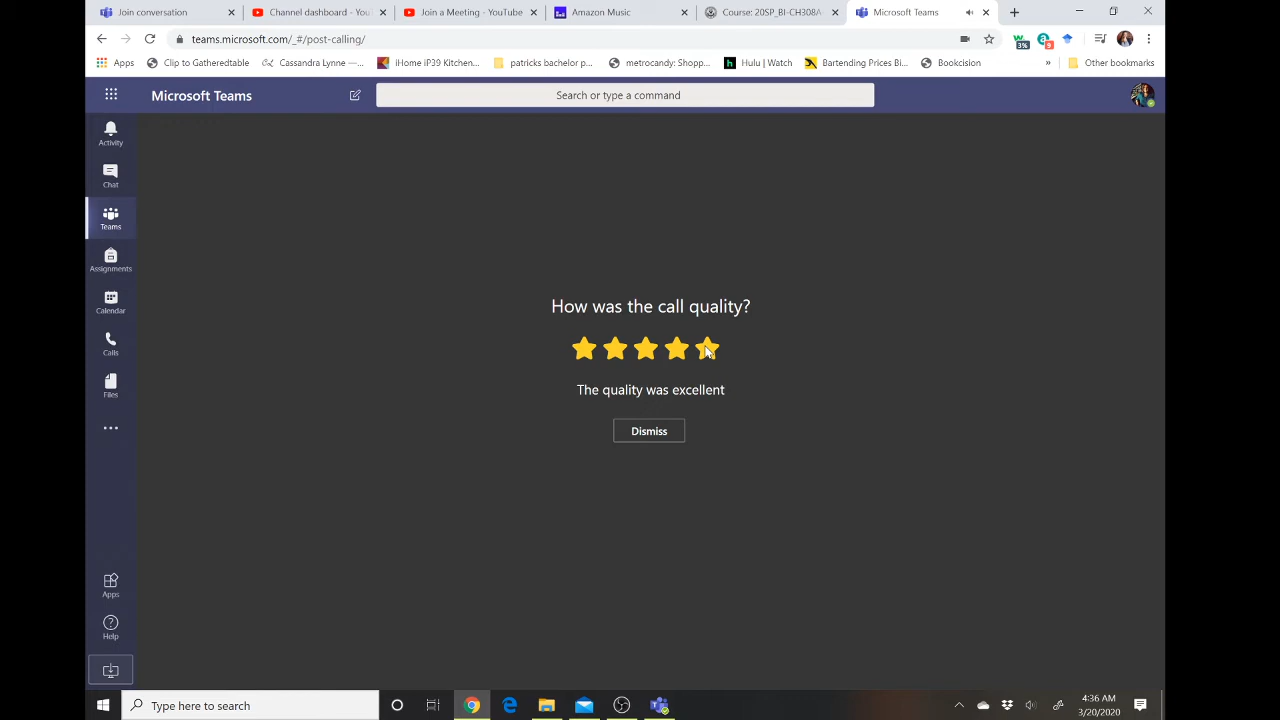 Join conversation
Channel dashboard - You
Join a Meeting - YouTube
Amazon Music
Course: 20SP_BI-CH308A-
Microsoft Teams
teams.microsoft.com/_#/post-calling/
3%
9
Apps
Clip to Gatheredtable
Cassandra Lynne —...
iHome iP39 Kitchen...
patricia bachelor p...
metrocandy: Shopp...
Hulu | Watch
Bartending Prices Bi...
Bookcision
»
Other bookmarks
Microsoft Teams
Search or type a command
Activity
Chat
Teams
Assignments
Calendar
Calls
Files
Apps
Help
How was the call quality?
The quality was excellent
Dismiss
Type here to search
4:36 AM
3/20/2020